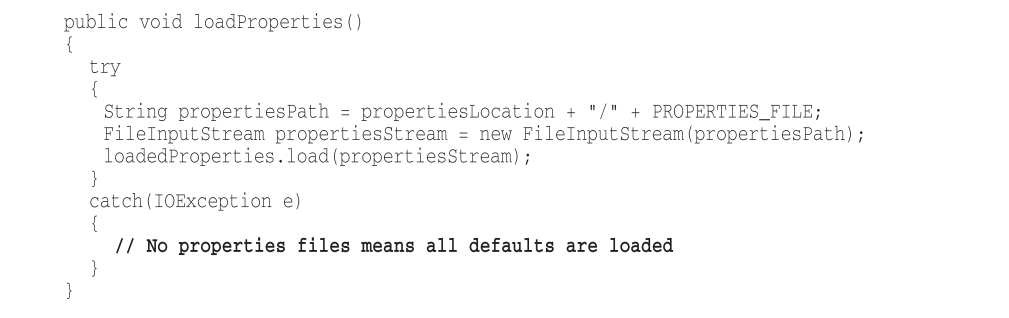 public void loadProperties()
{
try
{
String propertiesPath = propertiesLocation + "/" + PROPERTIES_FILE;
FileInputStream propertiesStream = new FileInputStream(propertiesPath);
loadedProperties.load(propertiesStream);
}
catch(IOException e)
{
// No properties files means all defaults are loaded
}
}